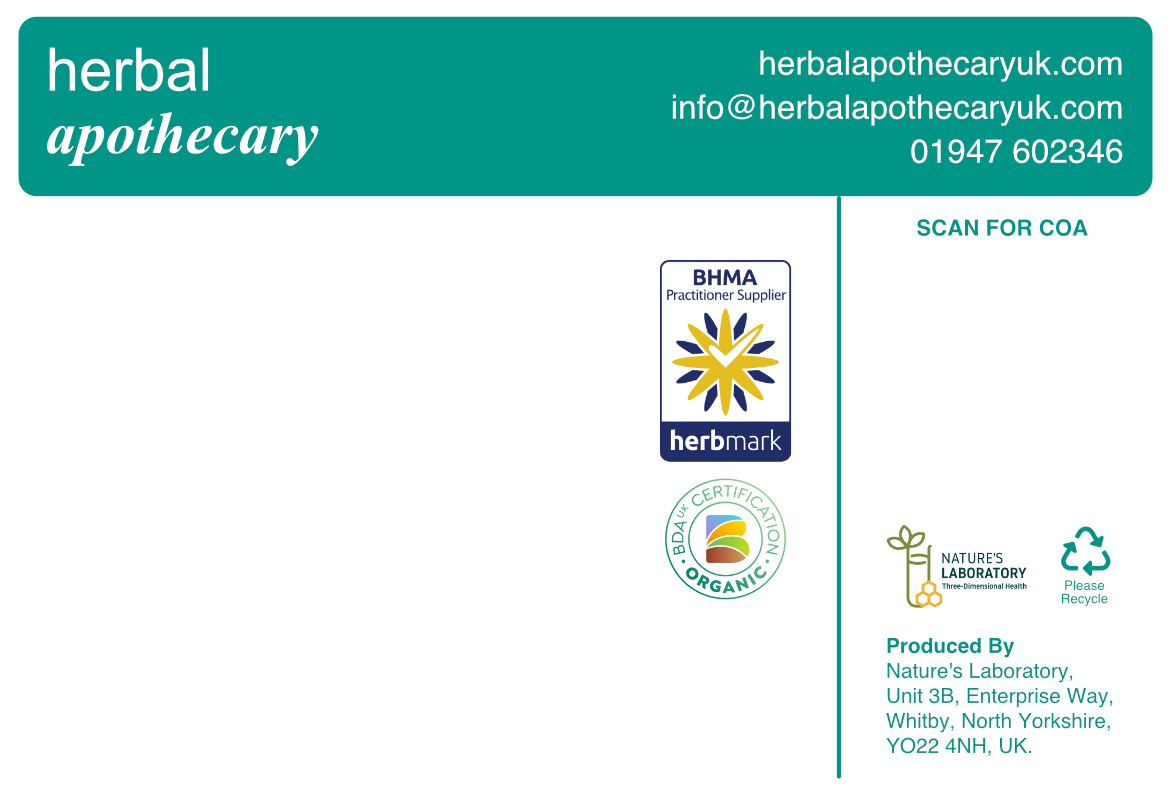 herbal
apothecary
herbalapothecaryuk.com
info@herbalapothecaryuk.com
01947 602346
SCAN FOR COA
BHMA
Practitioner Supplier
herbmark
BDA UK CERTIFICATION
• ORGANIC •
NATURE'S
LABORATORY
Three-Dimensional Health
Please
Recycle
Produced By
Nature's Laboratory,
Unit 3B, Enterprise Way,
Whitby, North Yorkshire,
YO22 4NH, UK.